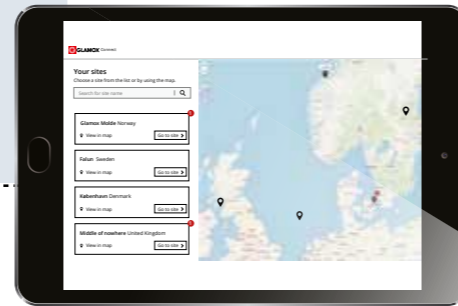 GLAMOX Connect
Your sites
Choose a site from the list or by using the map.
Search for site name
Glamox Molde Norway
View in map
Go to site
Falun Sweden
View in map
Go to site
København Denmark
View in map
Go to site
Middle of nowhere United Kingdom
View in map
Go to site